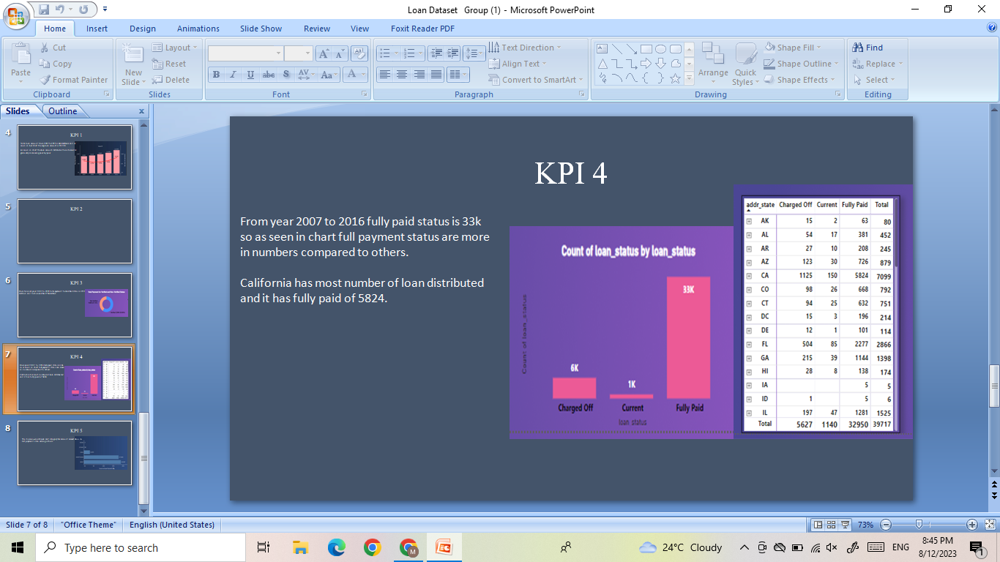 Loan Dataset Group (1) - Microsoft PowerPoint
Home Insert Design Animations Slide Show Review View Foxit Reader PDF
Paste
Cut
Copy
Format Painter
Clipboard
New Slide
Layout
Reset
Delete
Slides
B I U abc S AV Aa A
Font
Text Direction
Align Text
Convert to SmartArt
Paragraph
Arrange
Quick Styles
Shape Fill
Shape Outline
Shape Effects
Drawing
Find
Replace
Select
Editing
Slides Outline x
4
KPI 1
5
KPI 2
6
KPI 3
7
KPI 4
8
KPI 5
KPI 4
From year 2007 to 2016 fully paid status is 33k
so as seen in chart full payment status are more
in numbers compared to others.
California has most number of loan distributed
and it has fully paid of 5824.
Count of loan_status by loan_status
Count of loan_status
33K
6K
1K
Charged Off Current Fully Paid
loan_status
addr_state Charged Off Current Fully Paid Total
AK 15 2 63 80
AL 54 17 381 452
AR 27 10 208 245
AZ 123 30 726 879
CA 1125 150 5824 7099
CO 98 26 668 792
CT 94 25 632 751
DC 15 3 196 214
DE 12 1 101 114
FL 504 85 2277 2866
GA 215 39 1144 1398
HI 28 8 138 174
IA 5 5
ID 1 5 6
IL 197 47 1281 1525
Total 5627 1140 32950 39717
Slide 7 of 8 "Office Theme" English (United States) 73%
Type here to search
M
24°C Cloudy
ENG
8:45 PM
8/12/2023
1